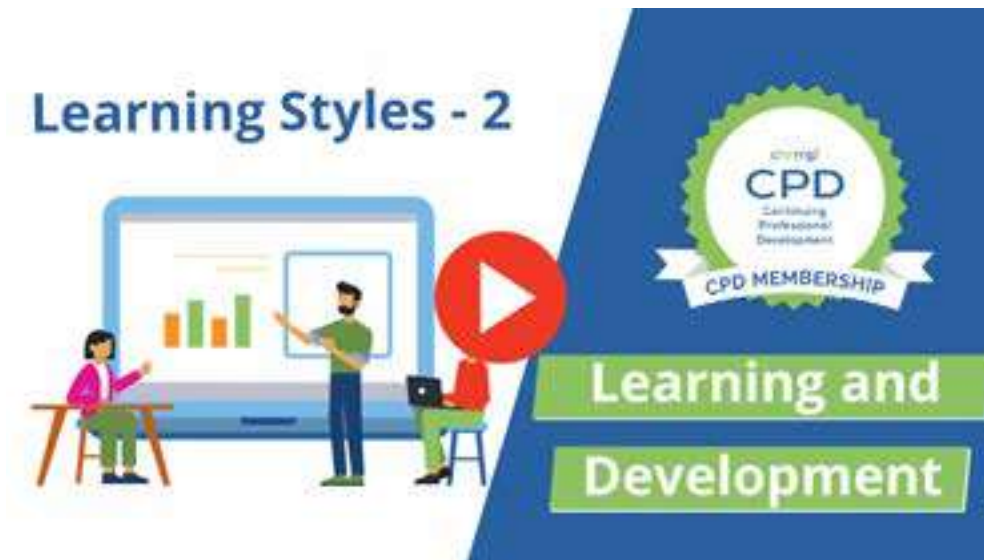 Learning Styles - 2
CPD
Continuing
Professional
Development
CPD MEMBERSHIP
Learning and
Development